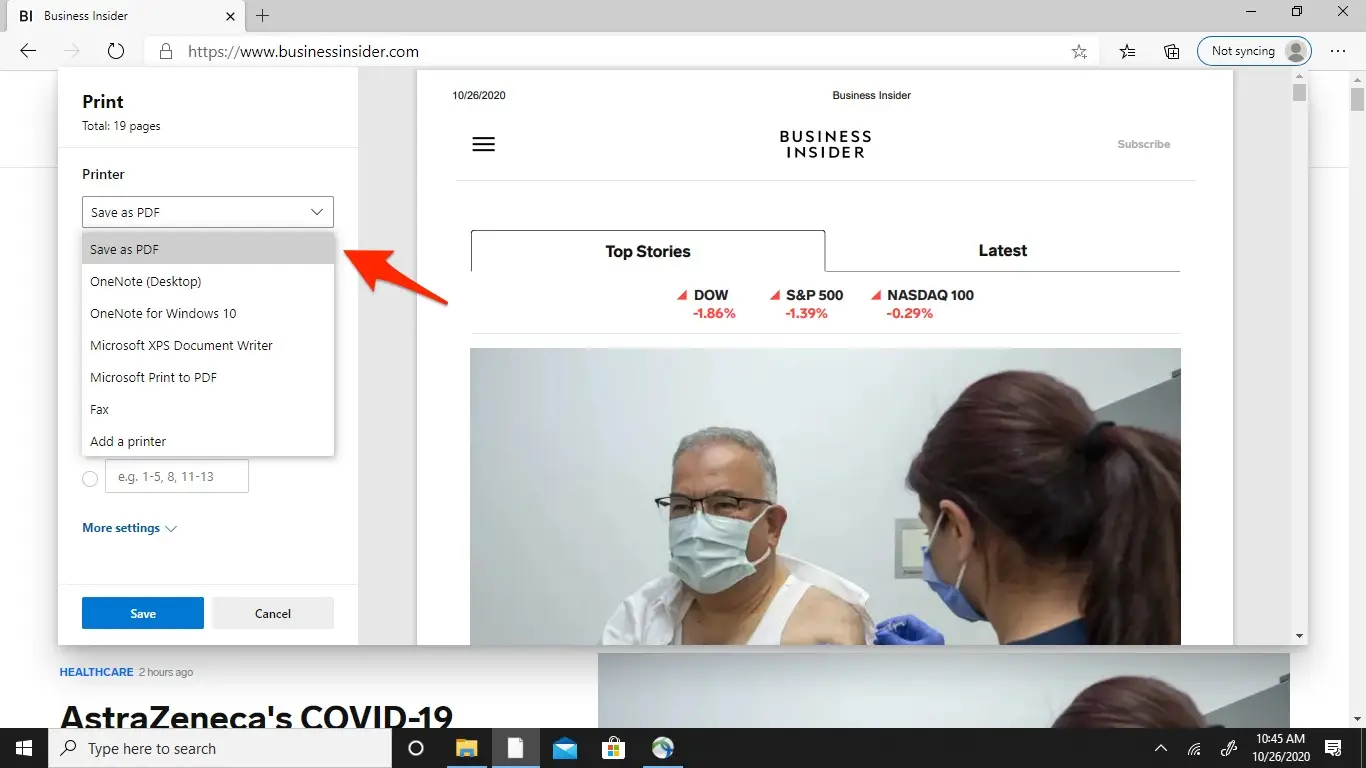 BI Business Insider
https://www.businessinsider.com
Not syncing
Print
Total: 19 pages
Printer
Save as PDF
Save as PDF
OneNote (Desktop)
OneNote for Windows 10
Microsoft XPS Document Writer
Microsoft Print to PDF
Fax
Add a printer
e.g. 1-5, 8, 11-13
More settings
Save
Cancel
10/26/2020
Business Insider
BUSINESS
INSIDER
Subscribe
Top Stories
Latest
DOW
-1.86%
S&P 500
-1.39%
NASDAQ 100
-0.29%
HEALTHCARE 2 hours ago
AstraZeneca's COVID-19
Type here to search
10:45 AM
10/26/2020